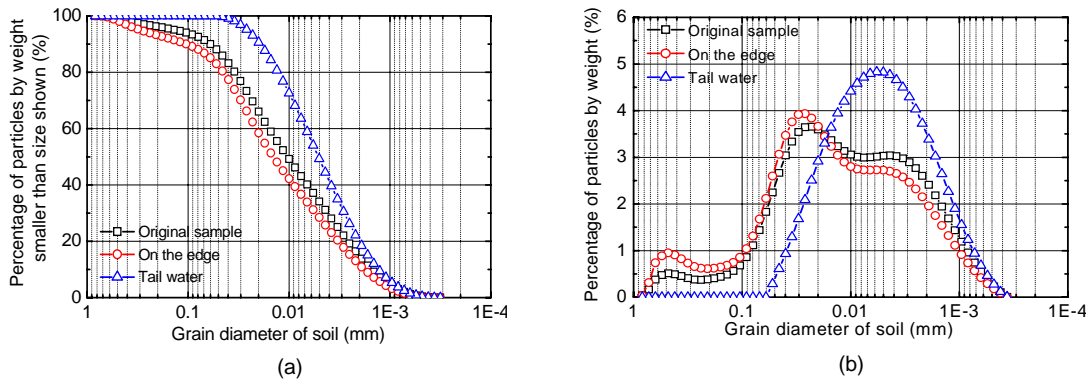 Percentage of particles by weight
smaller than size shown (%)
100
80
60
40
20
0
Original sample
On the edge
Tail water
1
0.1
0.01
1E-3
1E-4
Grain diameter of soil (mm)
(a)
Percentage of particles by weight (%)
6
5
4
3
2
1
0
Original sample
On the edge
Tail water
1
0.1
0.01
1E-3
1E-4
Grain diameter of soil (mm)
(b)